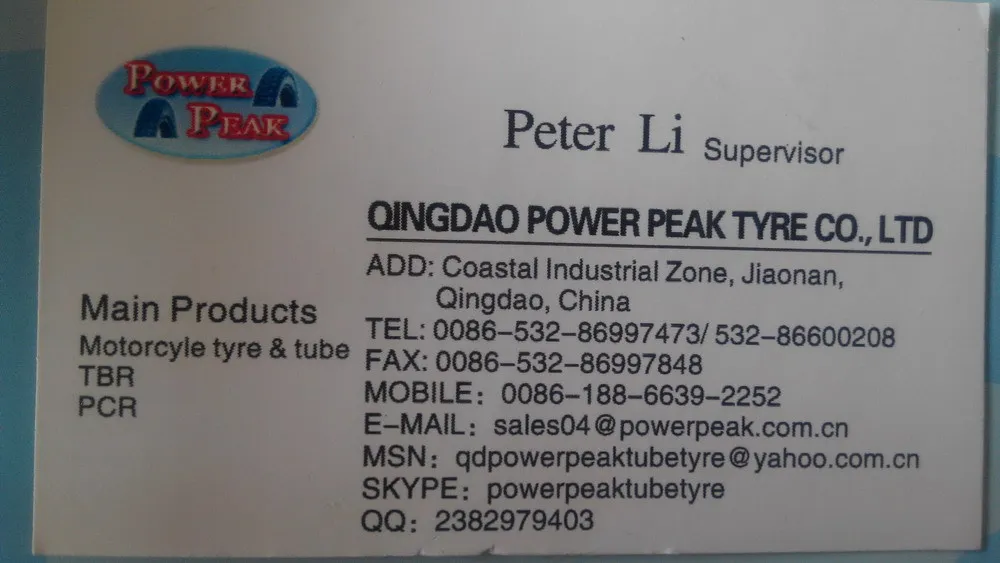 POWER
PEAK
Peter Li Supervisor
QINGDAO POWER PEAK TYRE CO., LTD
ADD: Coastal Industrial Zone, Jiaonan,
Qingdao, China
TEL: 0086-532-86997473/ 532-86600208
FAX: 0086-532-86997848
MOBILE: 0086-188-6639-2252
E-MAIL: sales04@powerpeak.com.cn
MSN: qdpowerpeaktubetyre@yahoo.com.cn
SKYPE: powerpeaktubetyre
QQ: 2382979403
Main Products
Motorcyle tyre & tube
TBR
PCR